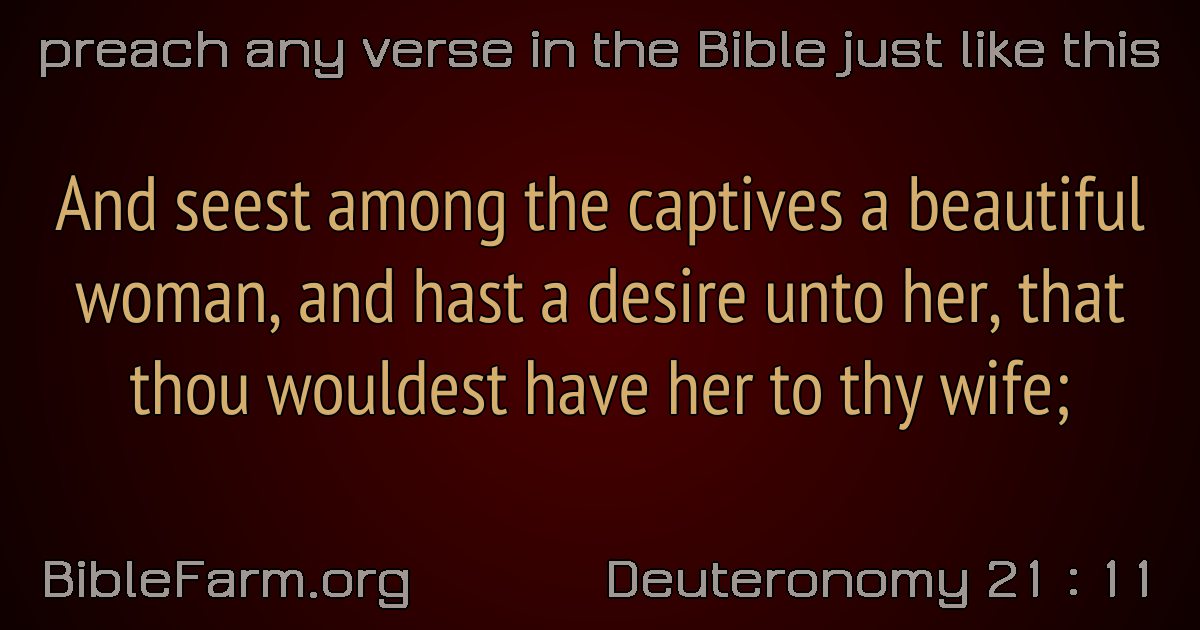 preach any verse in the Bible just like this
And seest among the captives a beautiful
woman, and hast a desire unto her, that
thou wouldest have her to thy wife;
BibleFarm.org
Deuteronomy 21 : 11